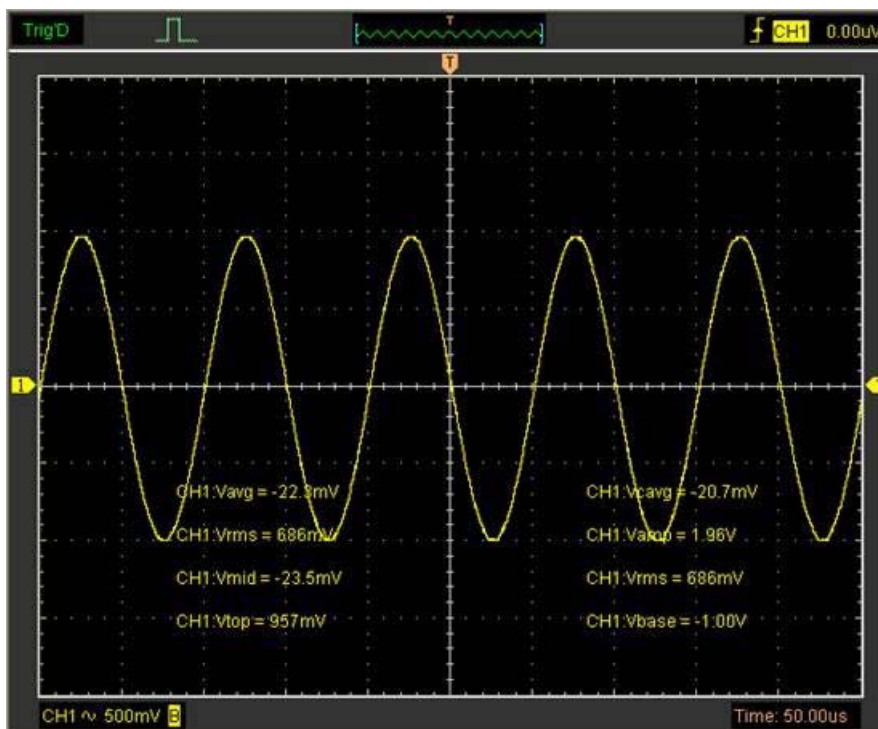 Trig'D T CH1 0.00uV
T
1
CH1:Vavg = -22.3mV CH1:Vcavg = -20.7mV
CH1:Vrms = 686mV CH1:Vamp = 1.96V
CH1:Vmid = -23.5mV CH1:Vrms = 686mV
CH1:Vtop = 957mV CH1:Vbase = -1.00V
CH1 ∿ 500mV B Time: 50.00us